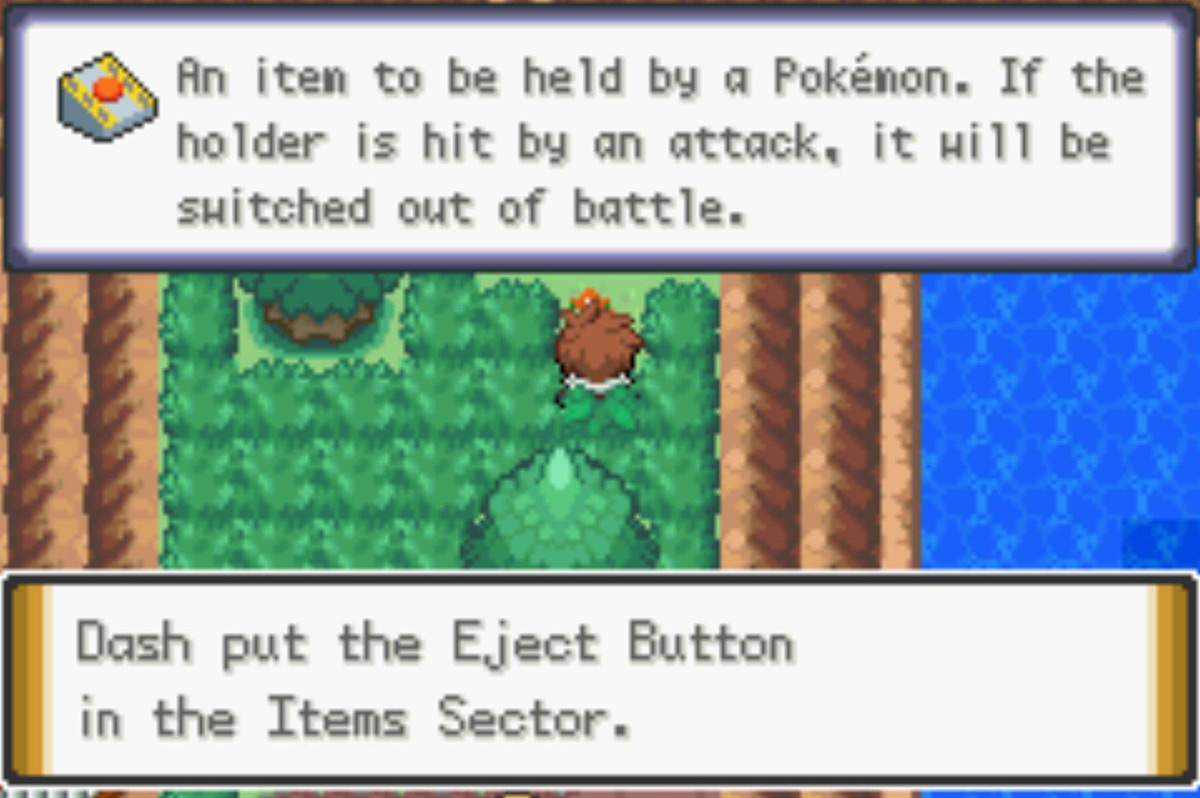 An item to be held by a Pokémon. If the
holder is hit by an attack, it will be
switched out of battle.
Dash put the Eject Button
in the Items Sector.